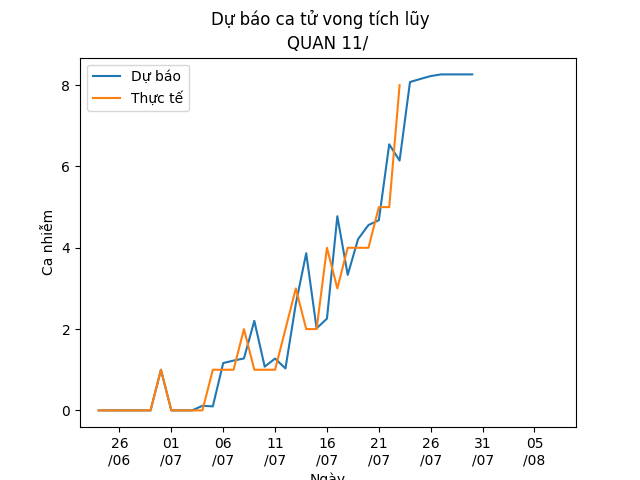 Dự báo ca tử vong tích lũy
QUAN 11/
Dự báo
Thực tế
Ca nhiễm
8
6
4
2
0
26 01 06 11 16 21 26 31 05
/06 /07 /07 /07 /07 /07 /07 /07 /08
Ngày